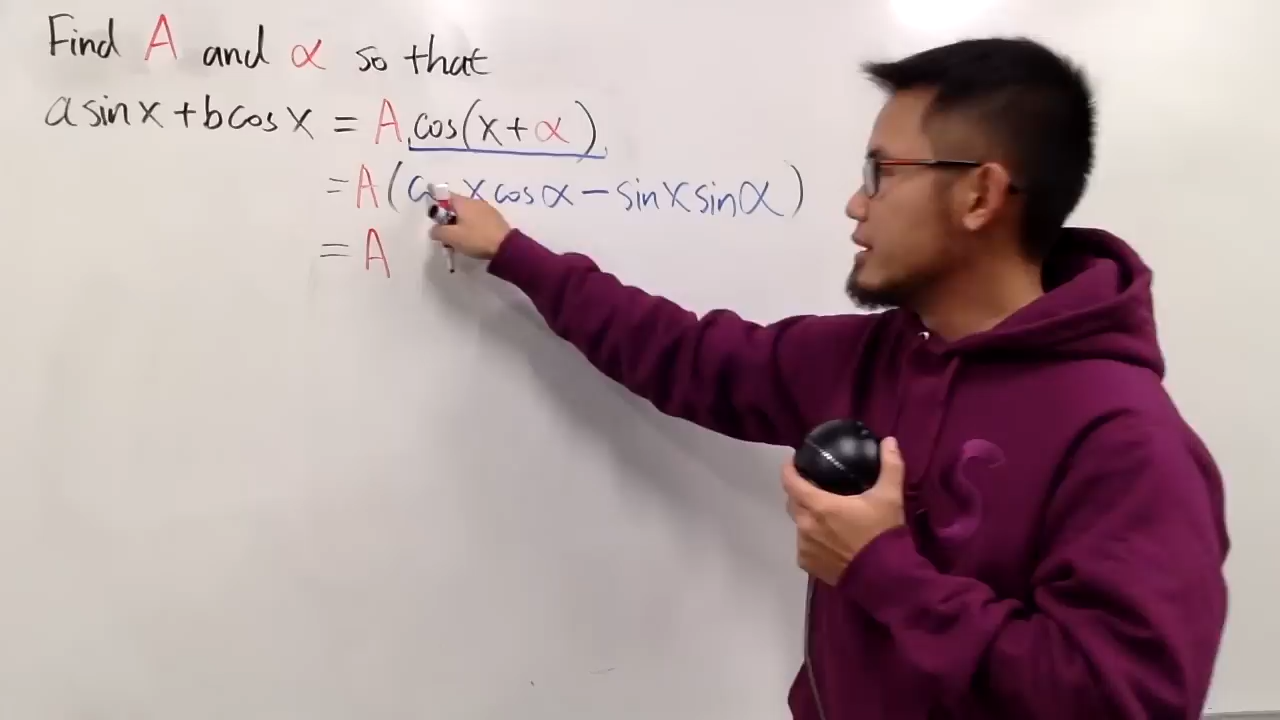 Find A and α so that
a sin x + b cos x = A cos(x + α)
= A ( x cos α − sin x sin α )
= A
S